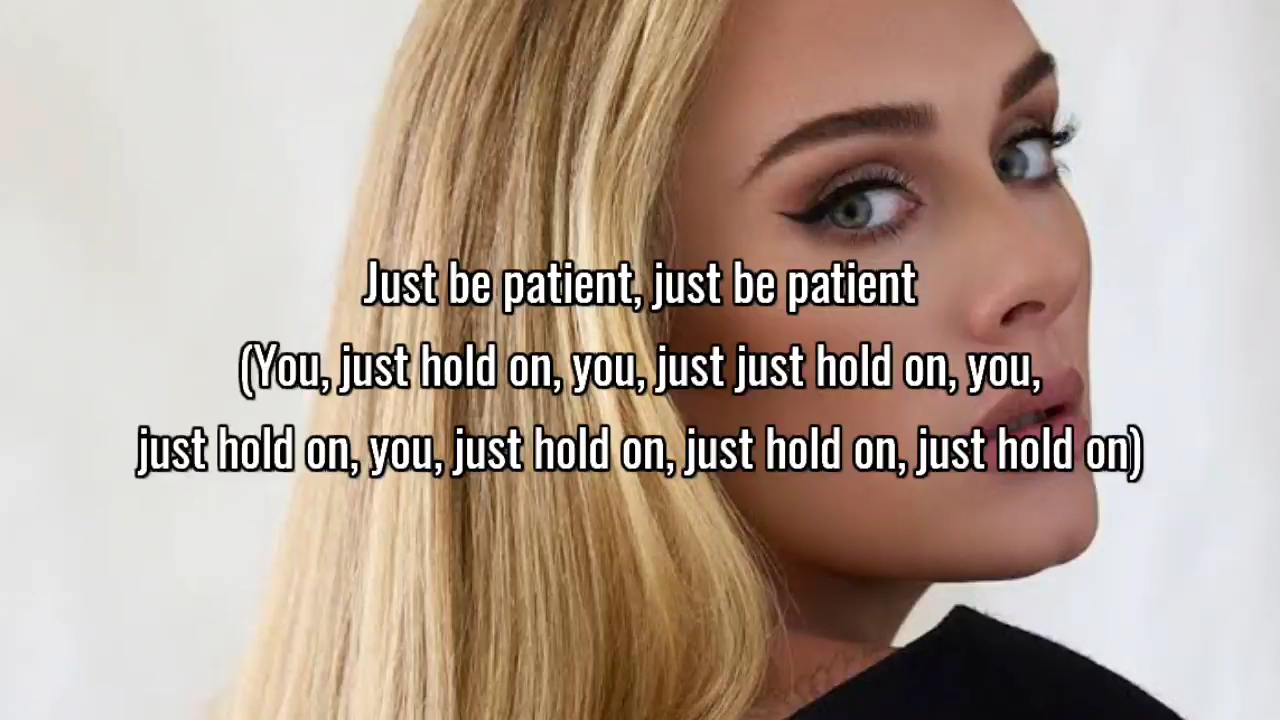 Just be patient, just be patient
(You, just hold on, you, just just hold on, you,
just hold on, you, just hold on, just hold on, just hold on)